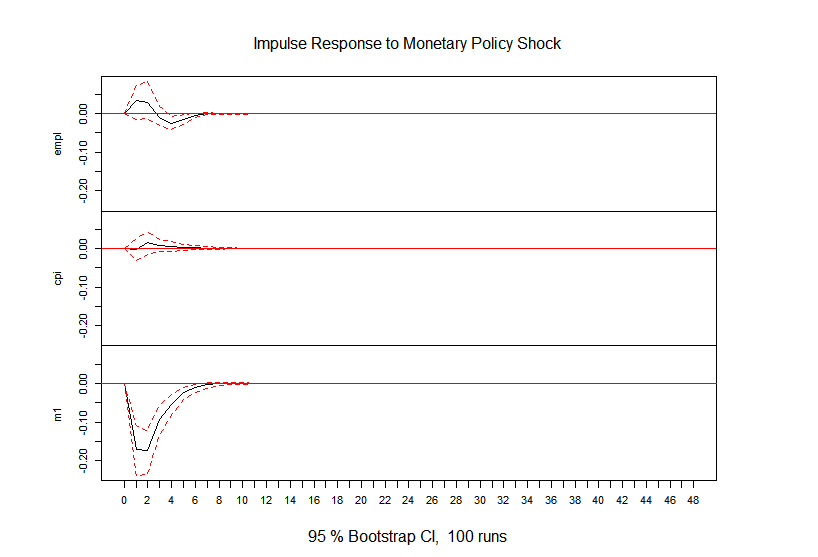 Impulse Response to Monetary Policy Shock
empl
0.00
-0.10
-0.20
cpi
0.00
-0.10
-0.20
m1
0.00
-0.10
-0.20
0 2 4 6 8 10 12 14 16 18 20 22 24 26 28 30 32 34 36 38 40 42 44 46 48
95 % Bootstrap CI, 100 runs